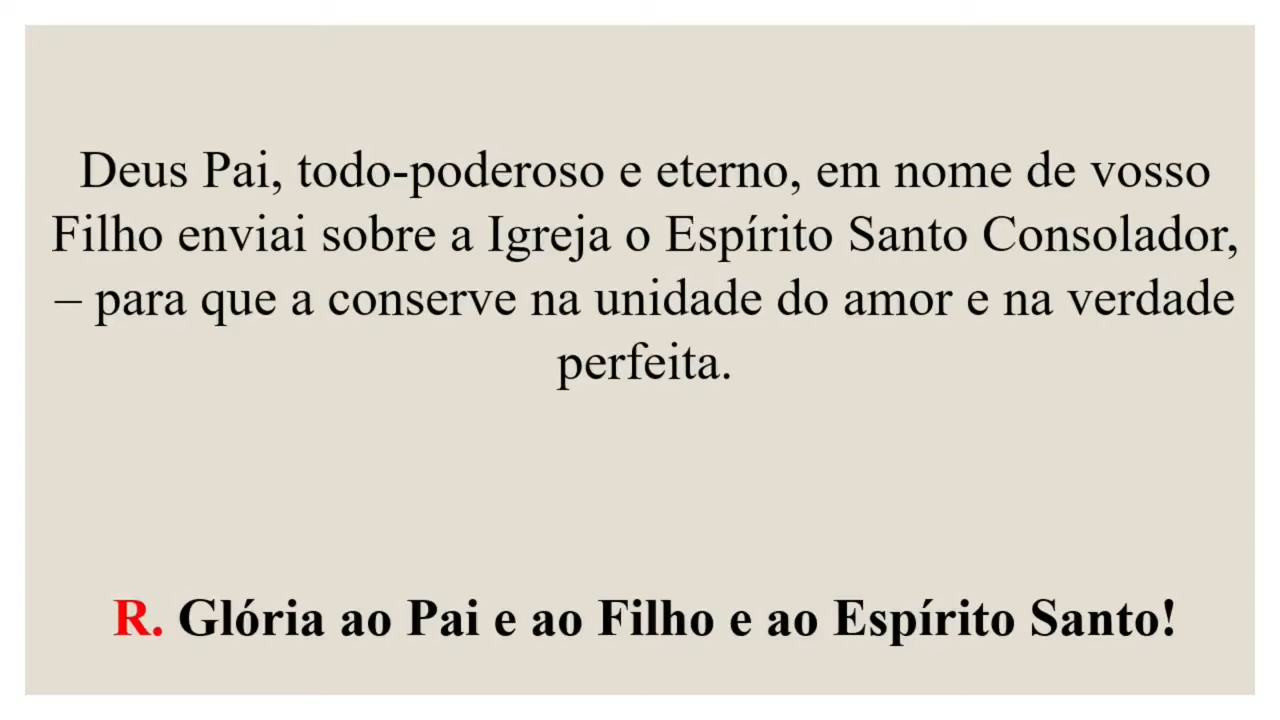 Deus Pai, todo-poderoso e eterno, em nome de vosso
Filho enviai sobre a Igreja o Espírito Santo Consolador,
– para que a conserve na unidade do amor e na verdade
perfeita.
R. Glória ao Pai e ao Filho e ao Espírito Santo!